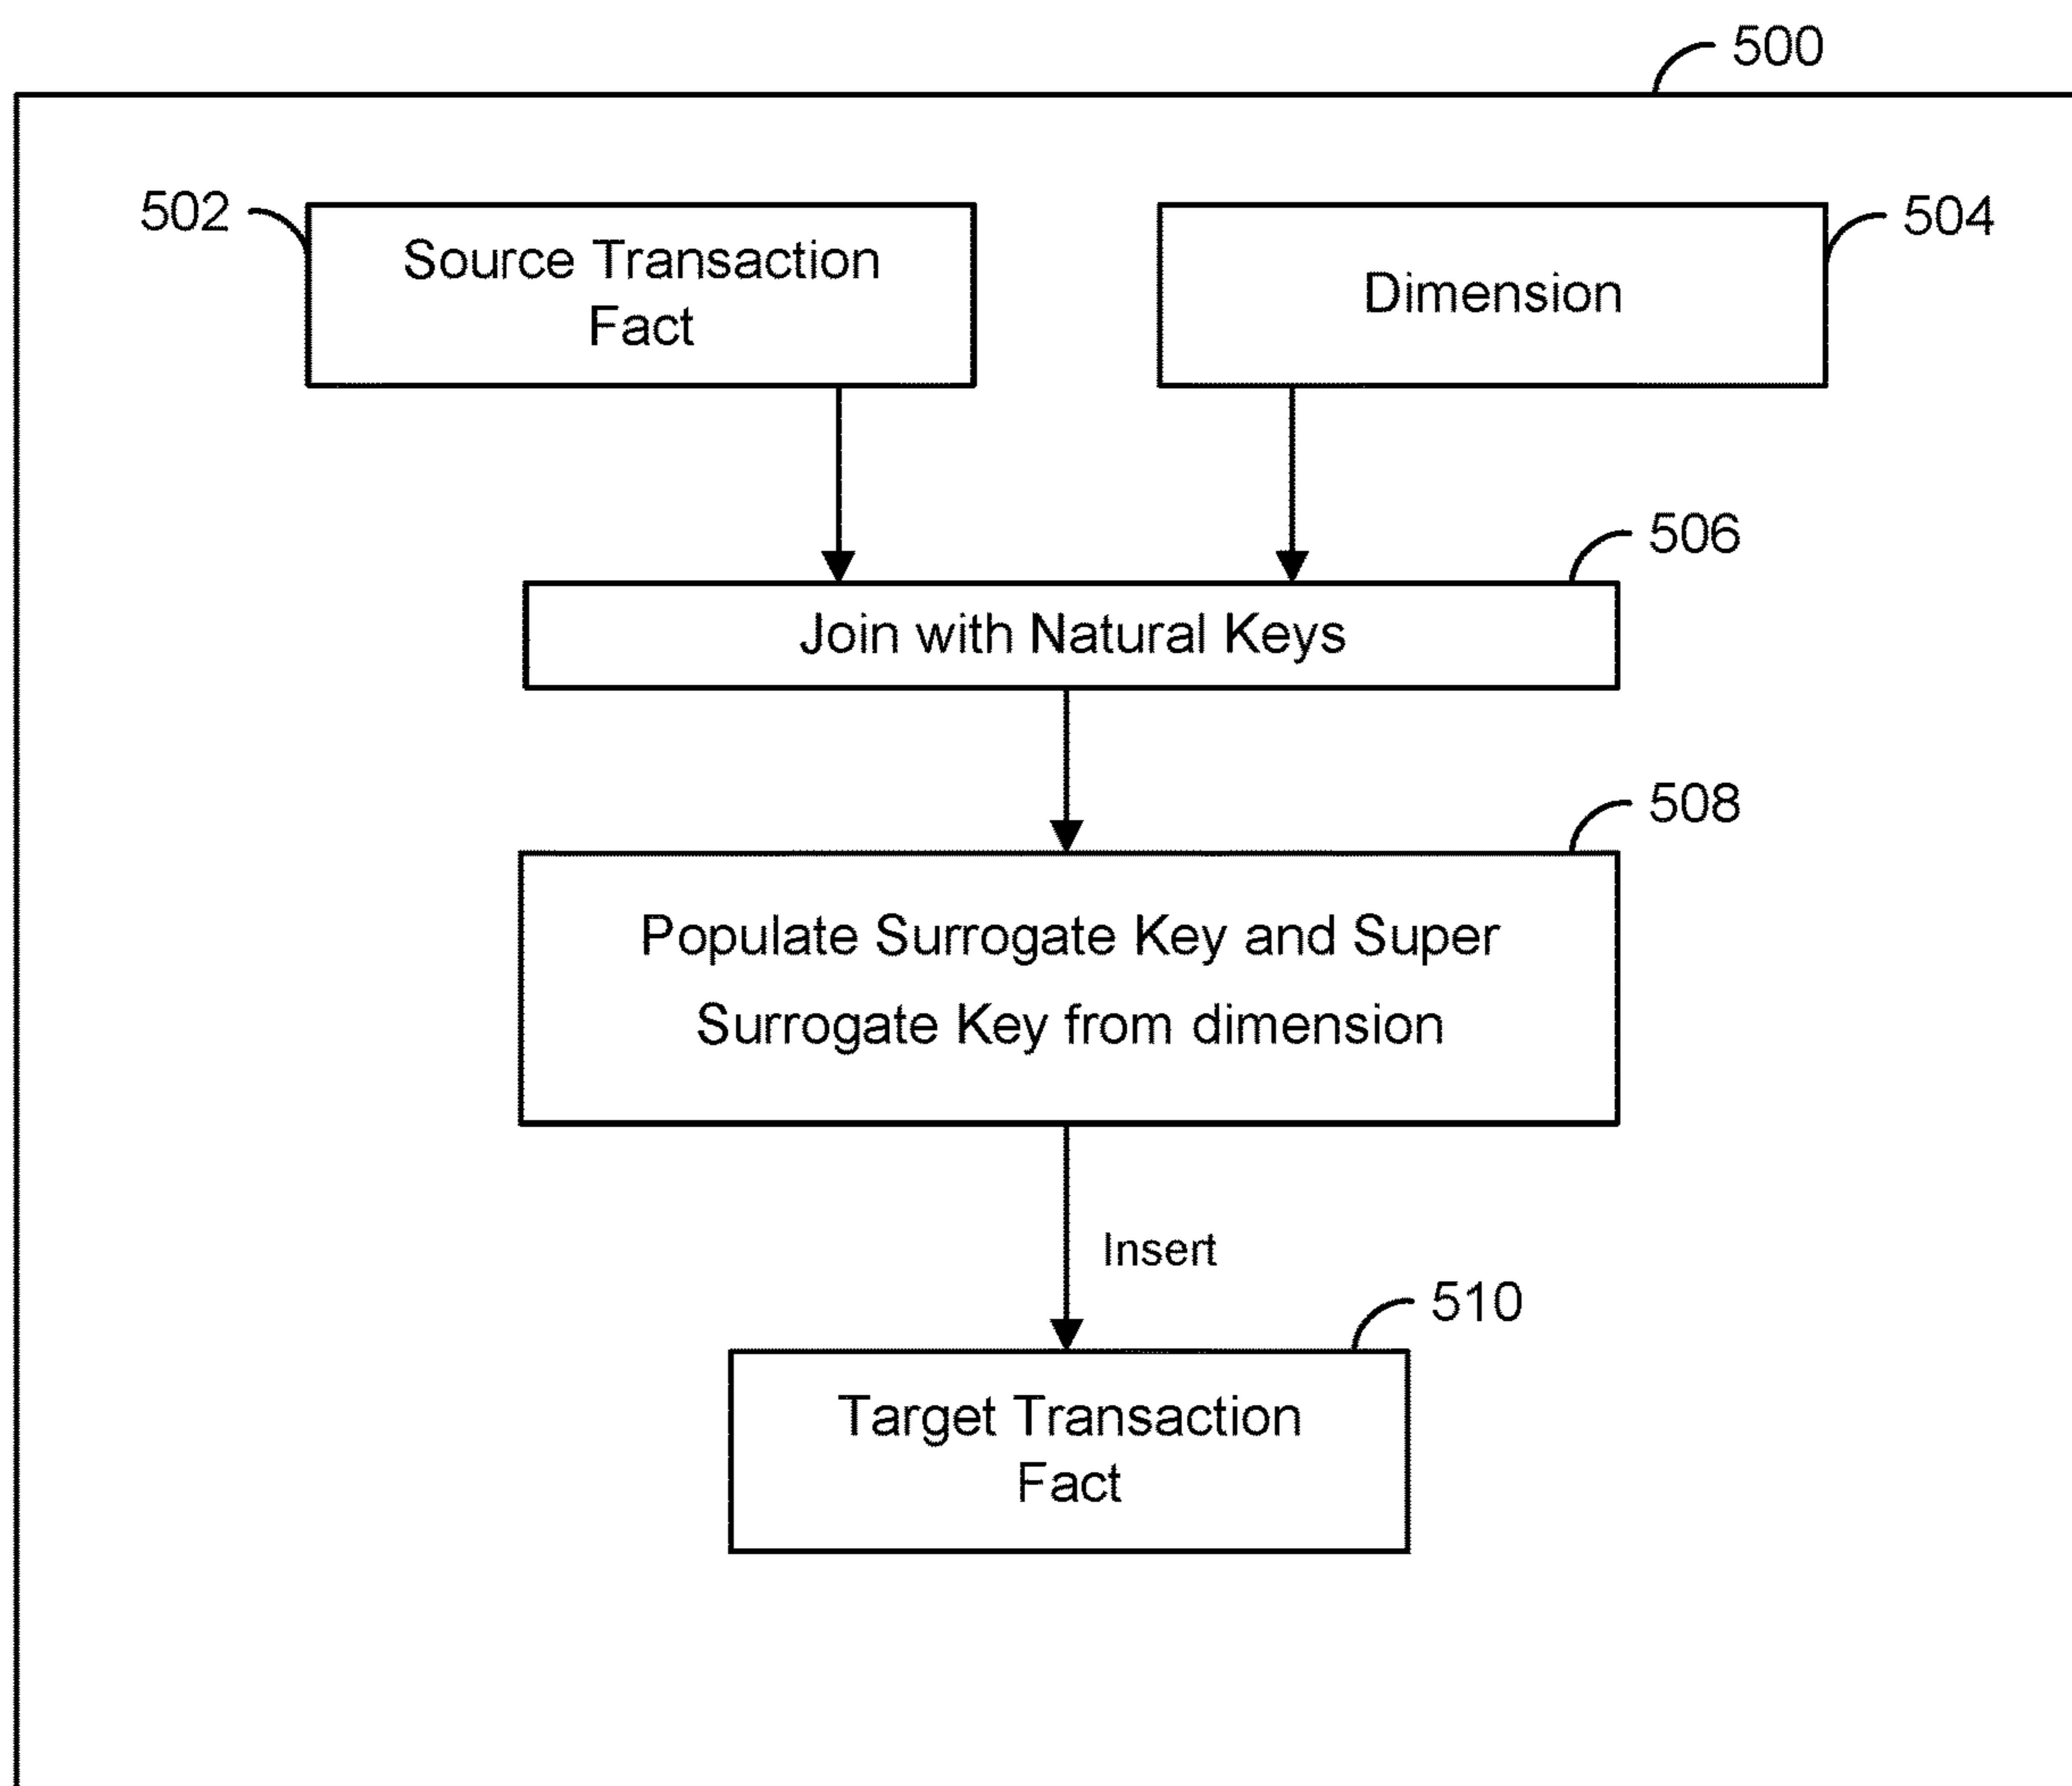 500
502
Source Transaction
Fact
Dimension
504
506
Join with Natural Keys
508
Populate Surrogate Key and Super
Surrogate Key from dimension
Insert
510
Target Transaction
Fact